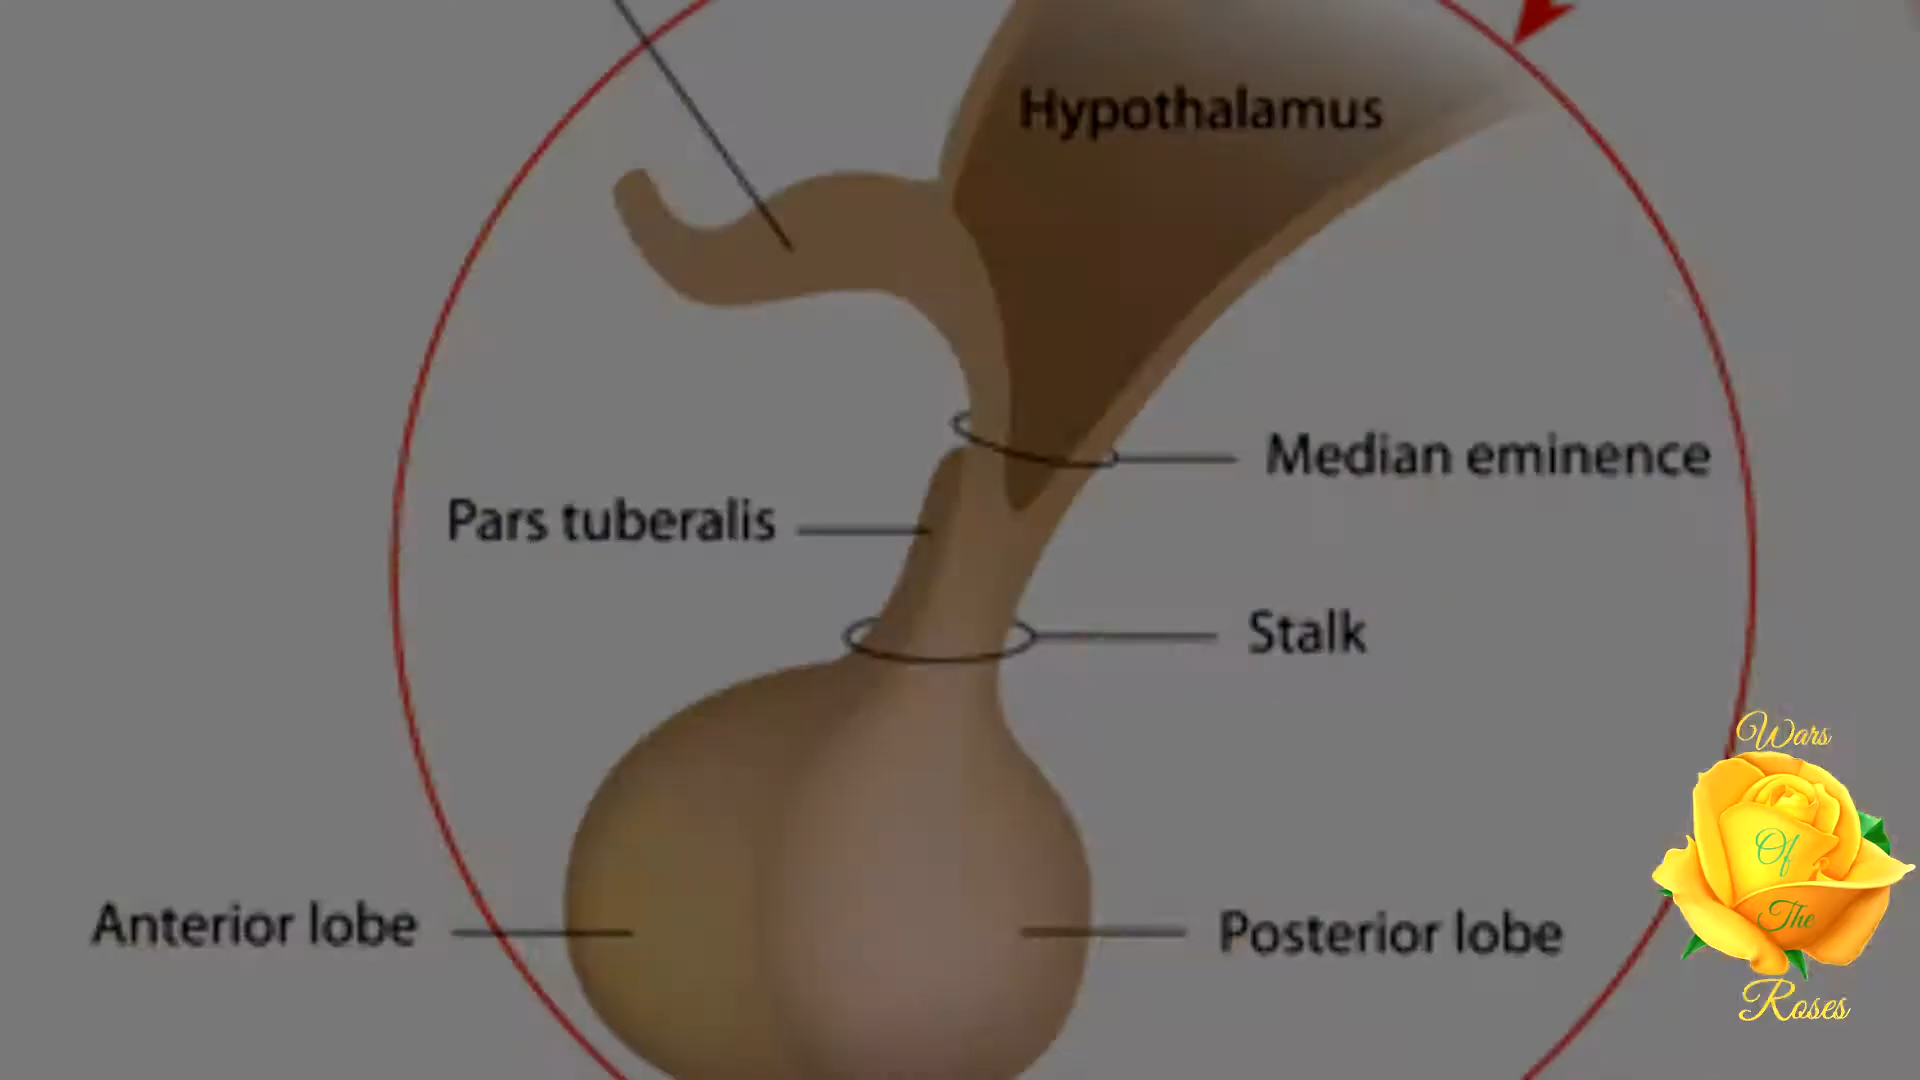 Hypothalamus
Median eminence
Pars tuberalis
Stalk
Anterior lobe
Posterior lobe
Wars
Of
The
Roses